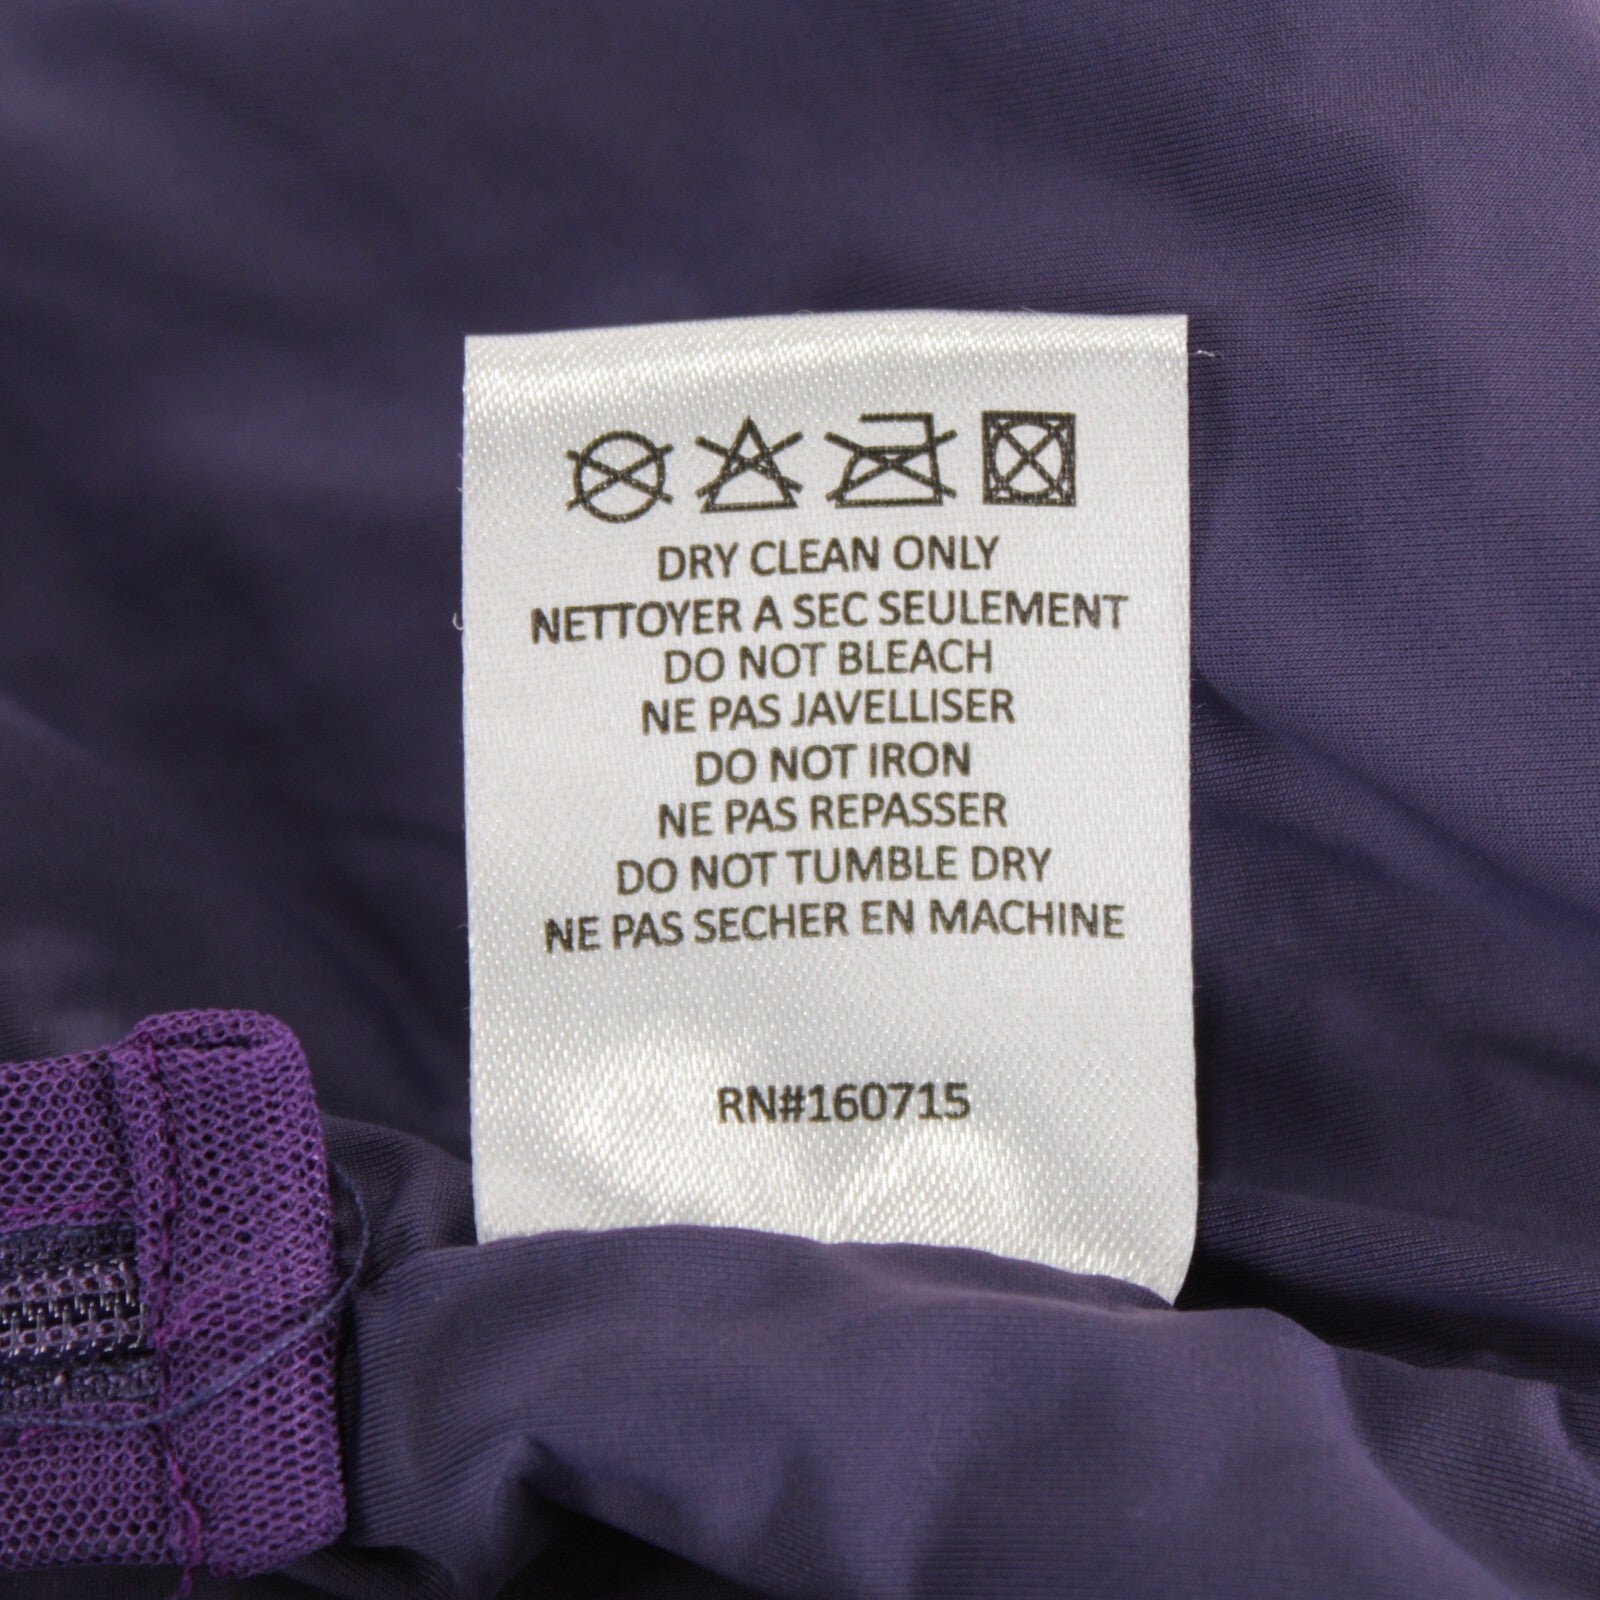 DRY CLEAN ONLY
NETTOYER A SEC SEULEMENT
DO NOT BLEACH
NE PAS JAVELLISER
DO NOT IRON
NE PAS REPASSER
DO NOT TUMBLE DRY
NE PAS SECHER EN MACHINE
RN#160715